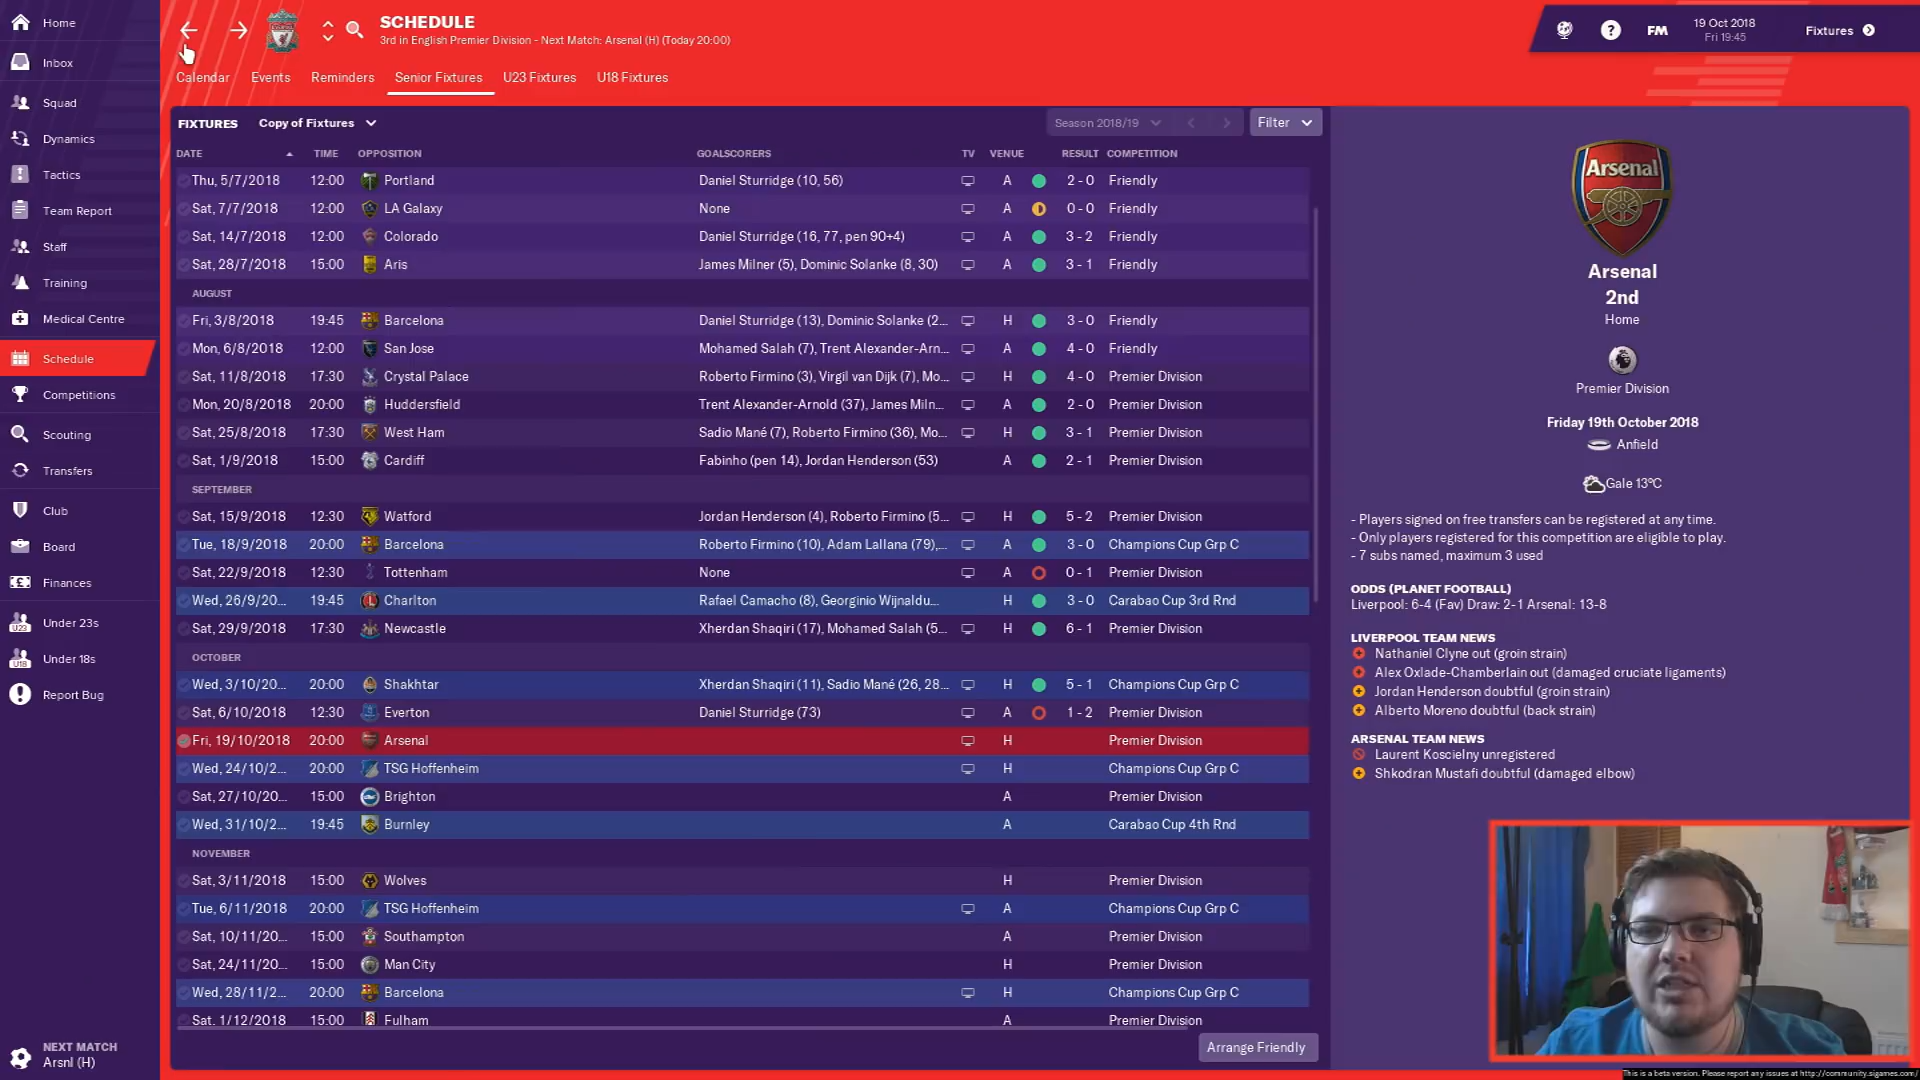 Home
Inbox
Squad
Dynamics
Tactics
Team Report
Staff
Training
Medical Centre
Schedule
Competitions
Scouting
Transfers
Club
Board
Finances
U23
Under 23s
U18
Under 18s
Report Bug
NEXT MATCH
Arsnl (H)
SCHEDULE
3rd in English Premier Division - Next Match: Arsenal (H) (Today 20:00)
FM
19 Oct 2018
Fri 19:45
Fixtures
Calendar Events Reminders Senior Fixtures U23 Fixtures U18 Fixtures
FIXTURES Copy of Fixtures Season 2018/19 Filter
DATE TIME OPPOSITION GOALSCORERS TV VENUE RESULT COMPETITION
Thu, 5/7/2018 12:00 Portland Daniel Sturridge (10, 56) A 2 - 0 Friendly
Sat, 7/7/2018 12:00 LA Galaxy None A 0 - 0 Friendly
Sat, 14/7/2018 12:00 Colorado Daniel Sturridge (16, 77, pen 90+4) A 3 - 2 Friendly
Sat, 28/7/2018 15:00 Aris James Milner (5), Dominic Solanke (8, 30) A 3 - 1 Friendly
AUGUST
Fri, 3/8/2018 19:45 Barcelona Daniel Sturridge (13), Dominic Solanke (2... H 3 - 0 Friendly
Mon, 6/8/2018 12:00 San Jose Mohamed Salah (7), Trent Alexander-Arn... A 4 - 0 Friendly
Sat, 11/8/2018 17:30 Crystal Palace Roberto Firmino (3), Virgil van Dijk (7), Mo... H 4 - 0 Premier Division
Mon, 20/8/2018 20:00 Huddersfield Trent Alexander-Arnold (37), James Miln... A 2 - 0 Premier Division
Sat, 25/8/2018 17:30 West Ham Sadio Mané (7), Roberto Firmino (36), Mo... H 3 - 1 Premier Division
Sat, 1/9/2018 15:00 Cardiff Fabinho (pen 14), Jordan Henderson (53) A 2 - 1 Premier Division
SEPTEMBER
Sat, 15/9/2018 12:30 Watford Jordan Henderson (4), Roberto Firmino (5... H 5 - 2 Premier Division
Tue, 18/9/2018 20:00 Barcelona Roberto Firmino (10), Adam Lallana (79),... A 3 - 0 Champions Cup Grp C
Sat, 22/9/2018 12:30 Tottenham None A 0 - 1 Premier Division
Wed, 26/9/20... 19:45 Charlton Rafael Camacho (8), Georginio Wijnaldu... H 3 - 0 Carabao Cup 3rd Rnd
Sat, 29/9/2018 17:30 Newcastle Xherdan Shaqiri (17), Mohamed Salah (5... H 6 - 1 Premier Division
OCTOBER
Wed, 3/10/20... 20:00 Shakhtar Xherdan Shaqiri (11), Sadio Mané (26, 28... H 5 - 1 Champions Cup Grp C
Sat, 6/10/2018 12:30 Everton Daniel Sturridge (73) A 1 - 2 Premier Division
Fri, 19/10/2018 20:00 Arsenal H Premier Division
Wed, 24/10/2... 20:00 TSG Hoffenheim H Champions Cup Grp C
Sat, 27/10/20... 15:00 Brighton A Premier Division
Wed, 31/10/2... 19:45 Burnley A Carabao Cup 4th Rnd
NOVEMBER
Sat, 3/11/2018 15:00 Wolves H Premier Division
Tue, 6/11/2018 20:00 TSG Hoffenheim A Champions Cup Grp C
Sat, 10/11/20... 15:00 Southampton A Premier Division
Sat, 24/11/20... 15:00 Man City H Premier Division
Wed, 28/11/2... 20:00 Barcelona H Champions Cup Grp C
Sat, 1/12/2018 15:00 Fulham A Premier Division
Arrange Friendly
Arsenal
Arsenal
2nd
Home
Premier Division
Friday 19th October 2018
Anfield
Gale 13°C
- Players signed on free transfers can be registered at any time.
- Only players registered for this competition are eligible to play.
- 7 subs named, maximum 3 used
ODDS (PLANET FOOTBALL)
Liverpool: 6-4 (Fav) Draw: 2-1 Arsenal: 13-8
LIVERPOOL TEAM NEWS
Nathaniel Clyne out (groin strain)
Alex Oxlade-Chamberlain out (damaged cruciate ligaments)
Jordan Henderson doubtful (groin strain)
Alberto Moreno doubtful (back strain)
ARSENAL TEAM NEWS
Laurent Koscielny unregistered
Shkodran Mustafi doubtful (damaged elbow)
This is a beta version. Please report any issues at http://community.sigames.com/